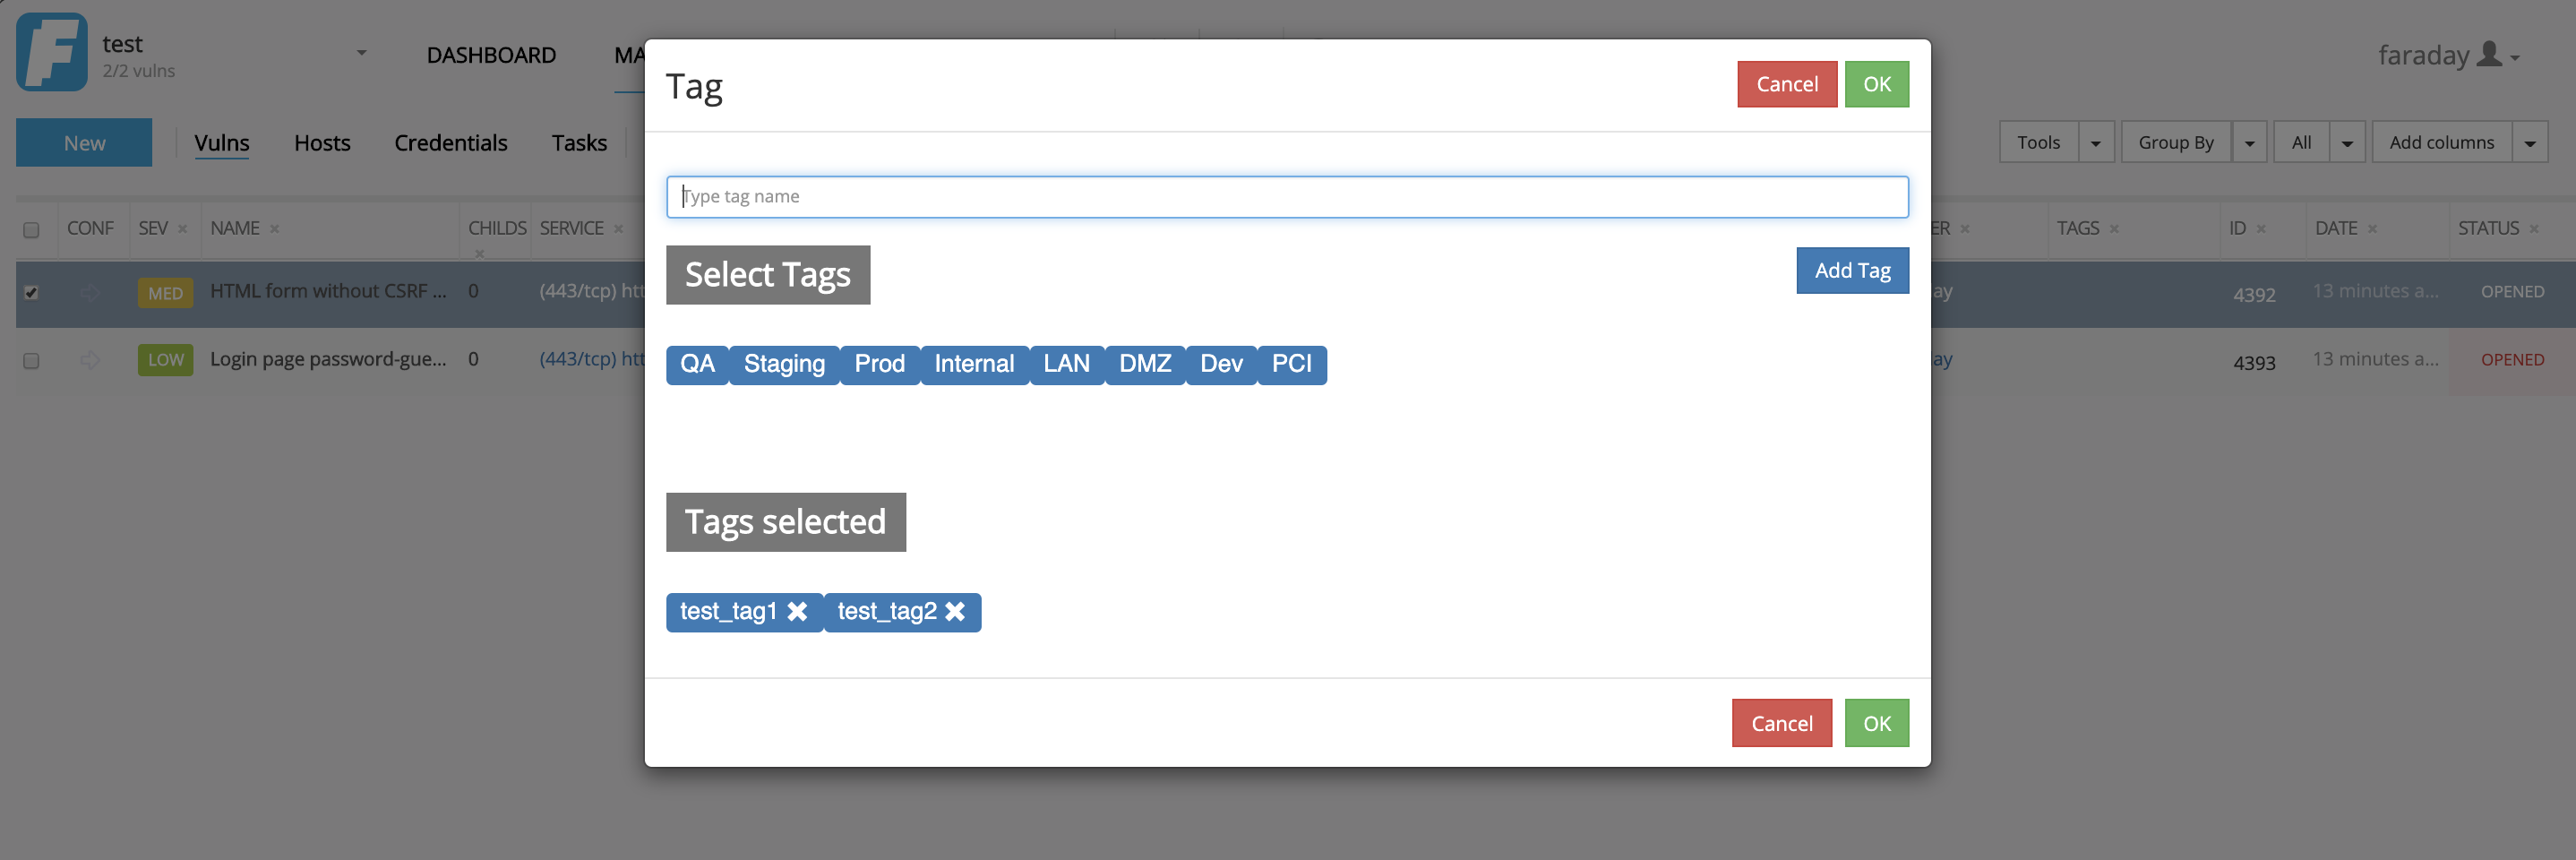 test
2/2 vulns
DASHBOARD MA
faraday
Tag
Cancel OK
New Vulns Hosts Credentials Tasks
Tools Group By All Add columns
Type tag name
CONF SEV NAME CHILDS SERVICE ER TAGS ID DATE STATUS
Select Tags
Add Tag
MED HTML form without CSRF ... 0 (443/tcp) htt ay 4392 13 minutes a... OPENED
LOW Login page password-gue... 0 (443/tcp) htt ay 4393 13 minutes a... OPENED
QA Staging Prod Internal LAN DMZ Dev PCI
Tags selected
test_tag1 test_tag2
Cancel OK